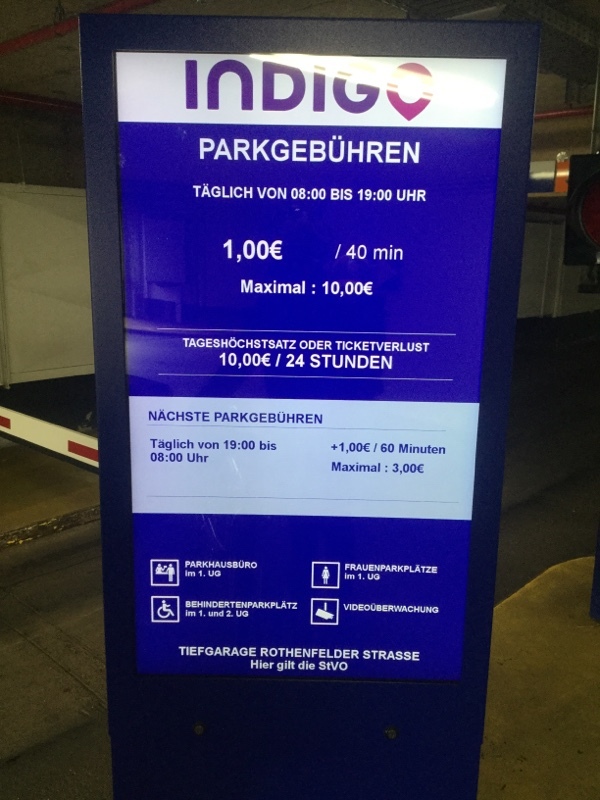 INDIGO
PARKGEBÜHREN
TÄGLICH VON 08:00 BIS 19:00 UHR
1,00€ / 40 min
Maximal : 10,00€
TAGESHÖCHSTSATZ ODER TICKETVERLUST
10,00€ / 24 STUNDEN
NÄCHSTE PARKGEBÜHREN
Täglich von 19:00 bis
08:00 Uhr
+1,00€ / 60 Minuten
Maximal : 3,00€
PARKHAUSBÜRO
im 1. UG
FRAUENPARKPLÄTZE
im 1. UG
BEHINDERTENPARKPLÄTZ
im 1. und 2. UG
VIDEOÜBERWACHUNG
TIEFGARAGE ROTHENFELDER STRASSE
Hier gilt die StVO